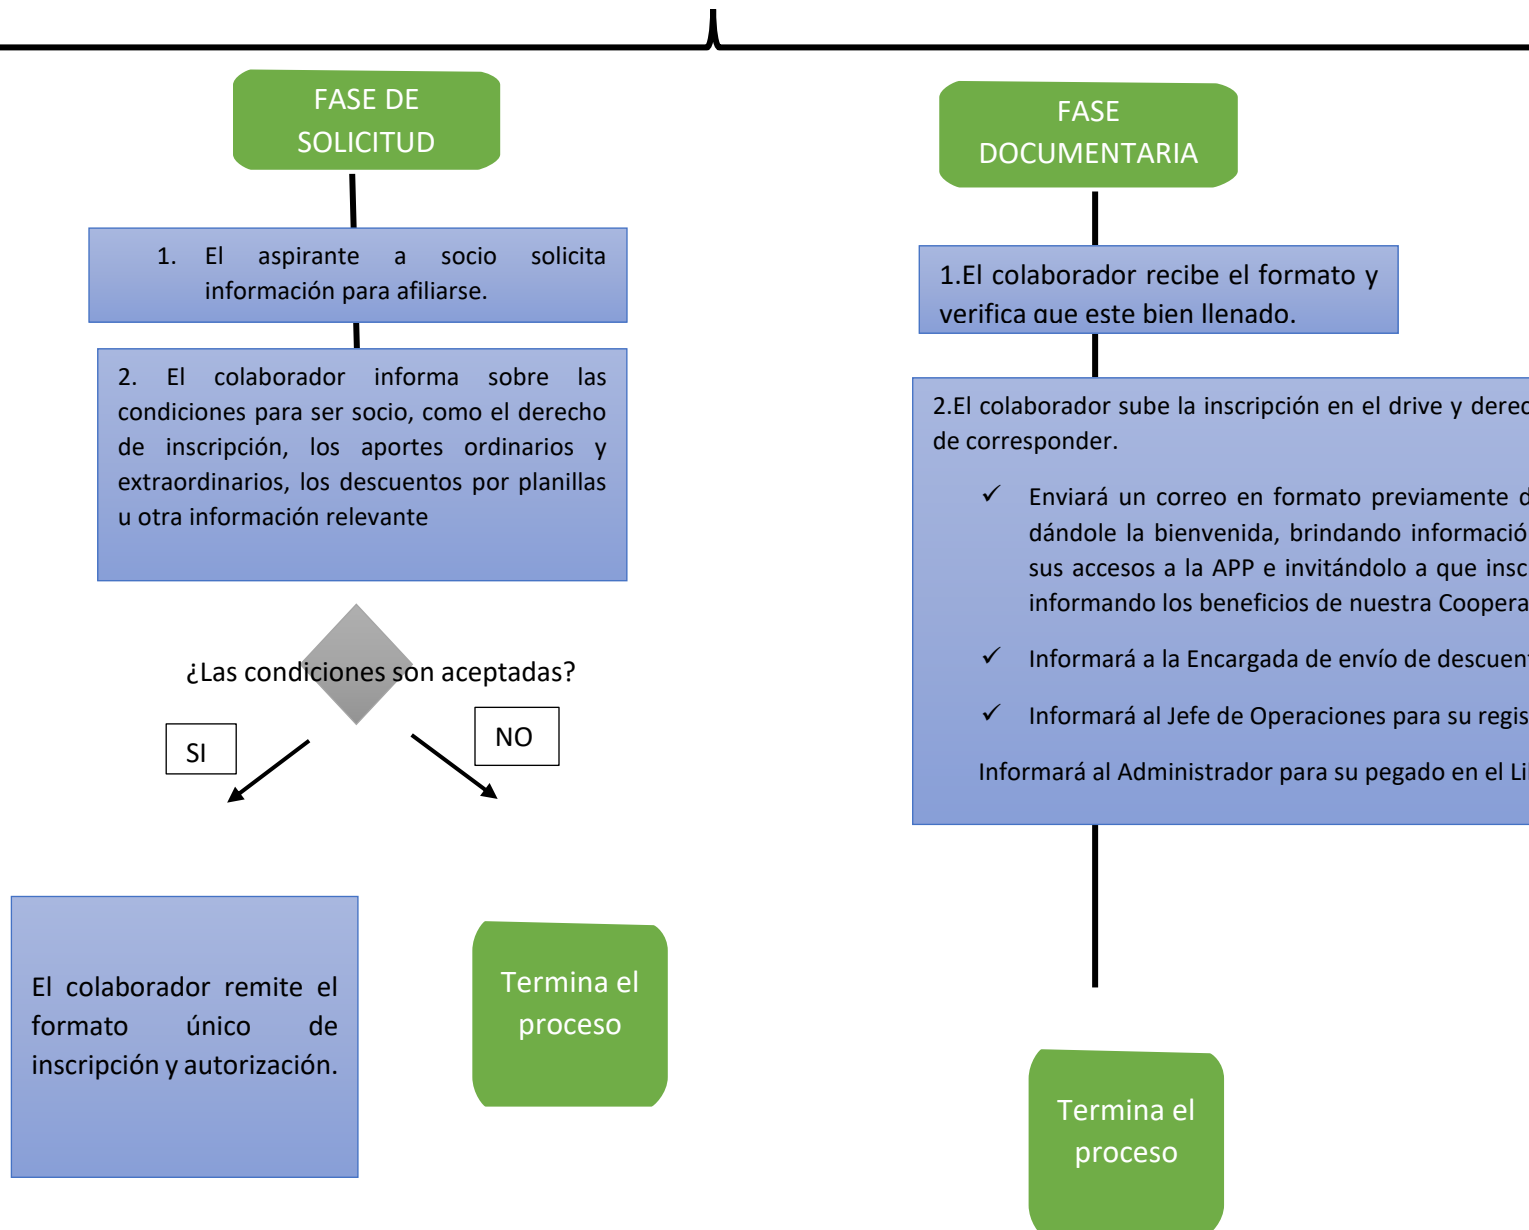 FASE DE
SOLICITUD
1. El aspirante a socio solicita
información para afiliarse.
2. El colaborador informa sobre las
condiciones para ser socio, como el derecho
de inscripción, los aportes ordinarios y
extraordinarios, los descuentos por planillas
u otra información relevante
¿Las condiciones son aceptadas?
SI
NO
El colaborador remite el
formato único de
inscripción y autorización.
Termina el
proceso
FASE
DOCUMENTARIA
1.El colaborador recibe el formato y
verifica que este bien llenado.
2.El colaborador sube la inscripción en el drive y
de corresponder.
✓ Enviará un correo en formato previamente
dándole la bienvenida, brindando
sus accesos a la APP e invitándolo a que
informando los beneficios de nuestra
✓ Informará a la Encargada de envío de
✓ Informará al Jefe de Operaciones para su
Informará al Administrador para su pegado en el
Termina el
proceso